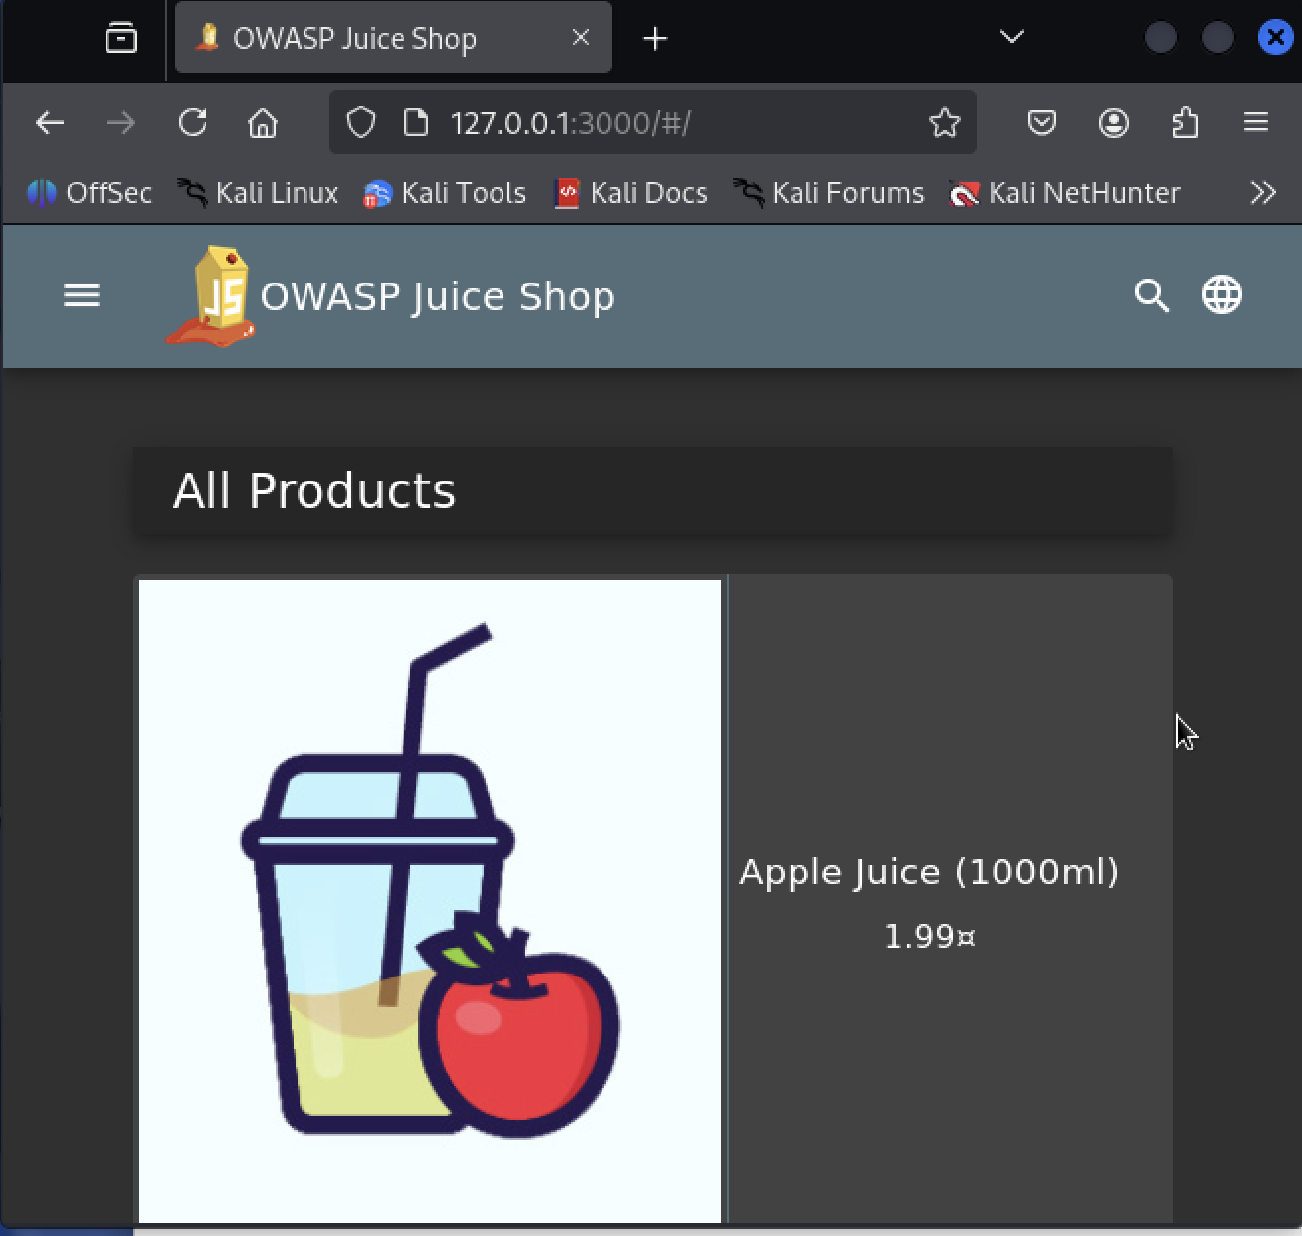 OWASP Juice Shop
127.0.0.1:3000/#/
OffSec Kali Linux Kali Tools Kali Docs Kali Forums Kali NetHunter
JS OWASP Juice Shop
All Products
Apple Juice (1000ml)
1.99¤